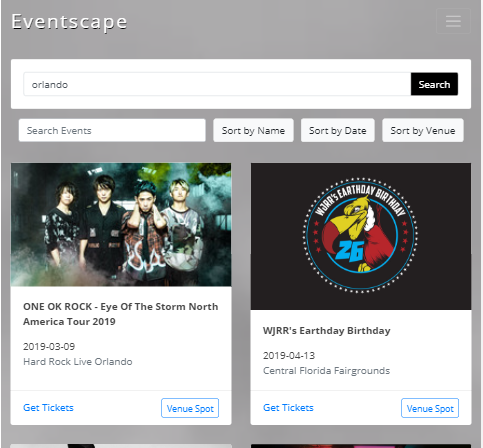 Eventscape
orlando
Search
Search Events
Sort by Name
Sort by Date
Sort by Venue
ONE OK ROCK - Eye Of The Storm North
America Tour 2019
2019-03-09
Hard Rock Live Orlando
Get Tickets
Venue Spot
WJRR's EARTHDAY BIRTHDAY
26
WJRR's Earthday Birthday
2019-04-13
Central Florida Fairgrounds
Get Tickets
Venue Spot